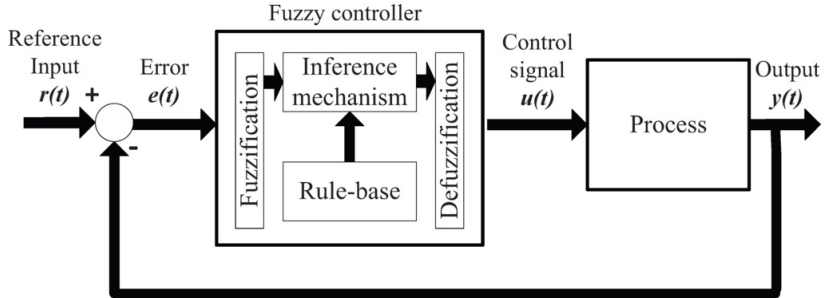 Fuzzy controller
Reference
Input
r(t)
+
-
Error
e(t)
Fuzzification
Inference
mechanism
Rule-base
Defuzzification
Control
signal
u(t)
Process
Output
y(t)